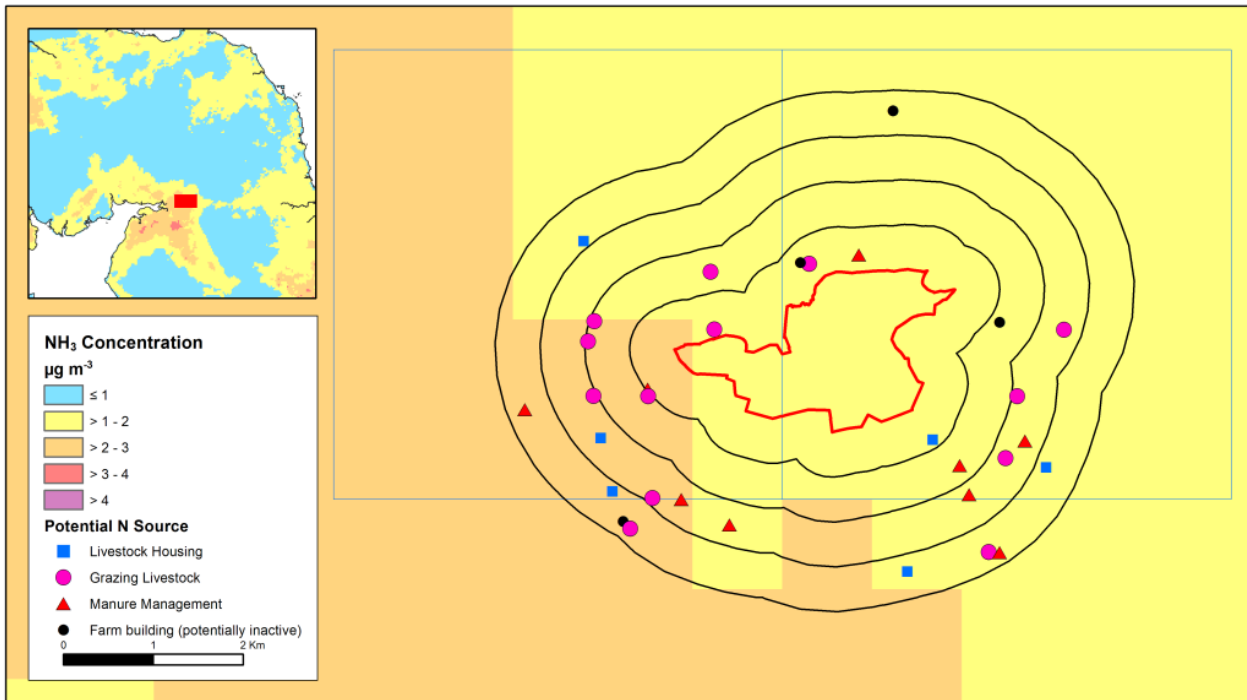 NH₃ Concentration
µg m⁻³
≤ 1
> 1 - 2
> 2 - 3
> 3 - 4
> 4
Potential N Source
Livestock Housing
Grazing Livestock
Manure Management
Farm building (potentially inactive)
0 1 2 Km